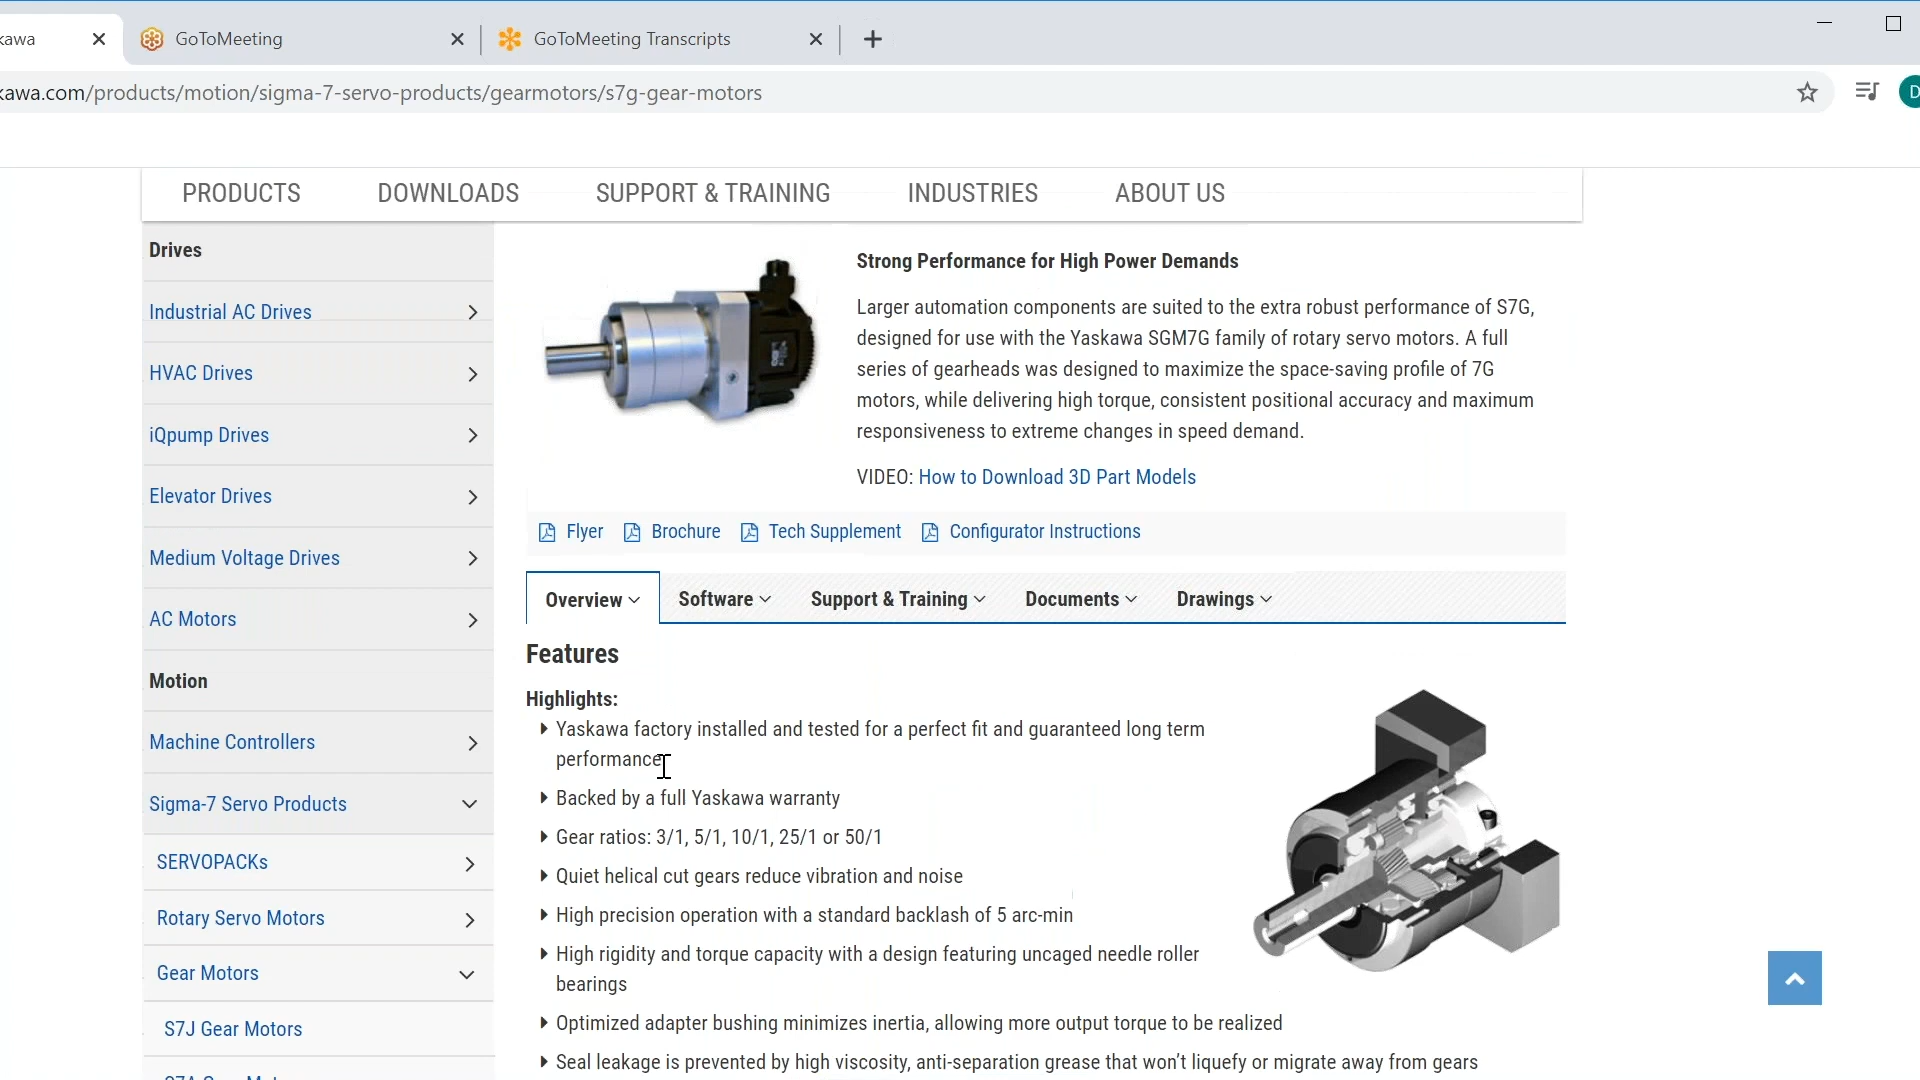 kawa
GoToMeeting
GoToMeeting Transcripts
kawa.com/products/motion/sigma-7-servo-products/gearmotors/s7g-gear-motors
D
PRODUCTS DOWNLOADS SUPPORT & TRAINING INDUSTRIES ABOUT US
Drives
Industrial AC Drives
HVAC Drives
iQpump Drives
Elevator Drives
Medium Voltage Drives
AC Motors
Motion
Machine Controllers
Sigma-7 Servo Products
SERVOPACKs
Rotary Servo Motors
Gear Motors
S7J Gear Motors
Strong Performance for High Power Demands
Larger automation components are suited to the extra robust performance of S7G,
designed for use with the Yaskawa SGM7G family of rotary servo motors. A full
series of gearheads was designed to maximize the space-saving profile of 7G
motors, while delivering high torque, consistent positional accuracy and maximum
responsiveness to extreme changes in speed demand.
VIDEO: How to Download 3D Part Models
Flyer Brochure Tech Supplement Configurator Instructions
Overview Software Support & Training Documents Drawings
Features
Highlights:
Yaskawa factory installed and tested for a perfect fit and guaranteed long term
performance
Backed by a full Yaskawa warranty
Gear ratios: 3/1, 5/1, 10/1, 25/1 or 50/1
Quiet helical cut gears reduce vibration and noise
High precision operation with a standard backlash of 5 arc-min
High rigidity and torque capacity with a design featuring uncaged needle roller
bearings
Optimized adapter bushing minimizes inertia, allowing more output torque to be realized
Seal leakage is prevented by high viscosity, anti-separation grease that won't liquefy or migrate away from gears